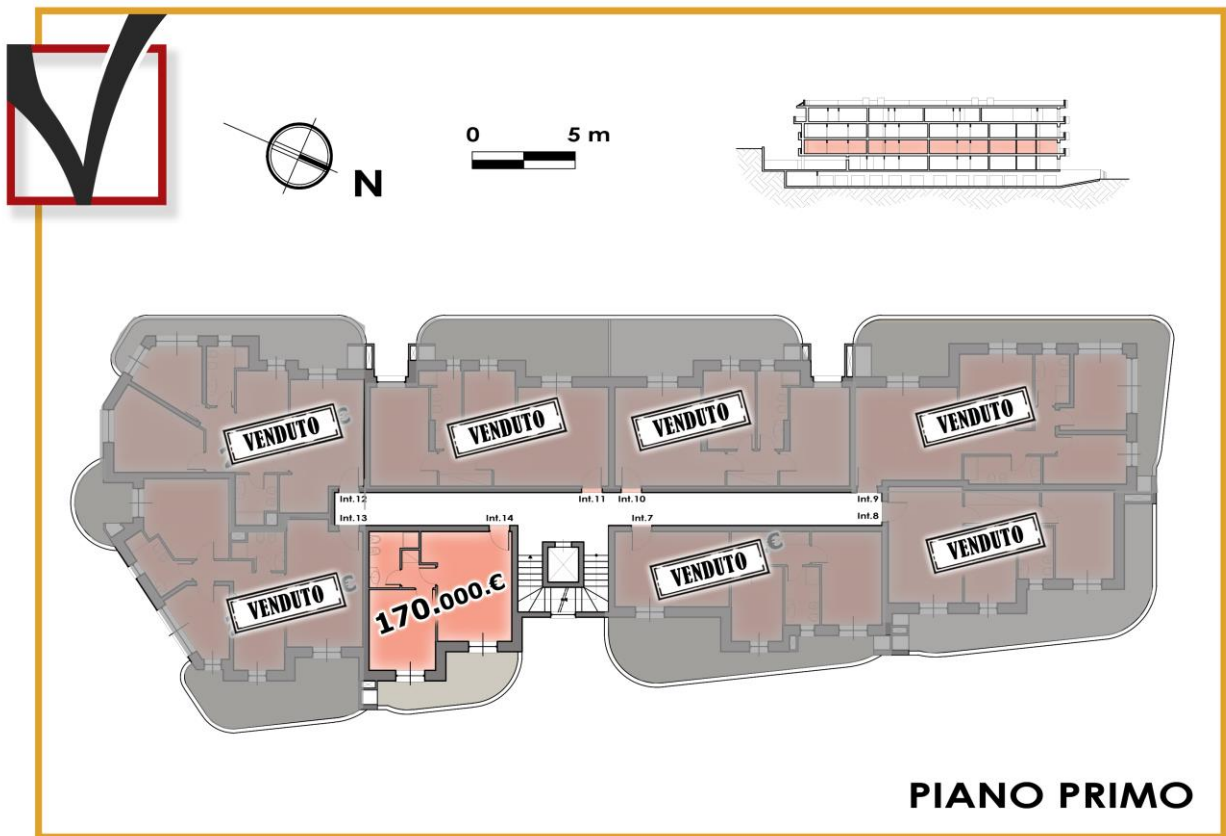 0 5 m
N
VENDUTO €
VENDUTO
VENDUTO
VENDUTO
Int.12
Int.11
Int.10
Int.9
Int.13
Int.14
Int.7
Int.8
VENDUTO €
170.000.€
VENDUTO €
VENDUTO
PIANO PRIMO